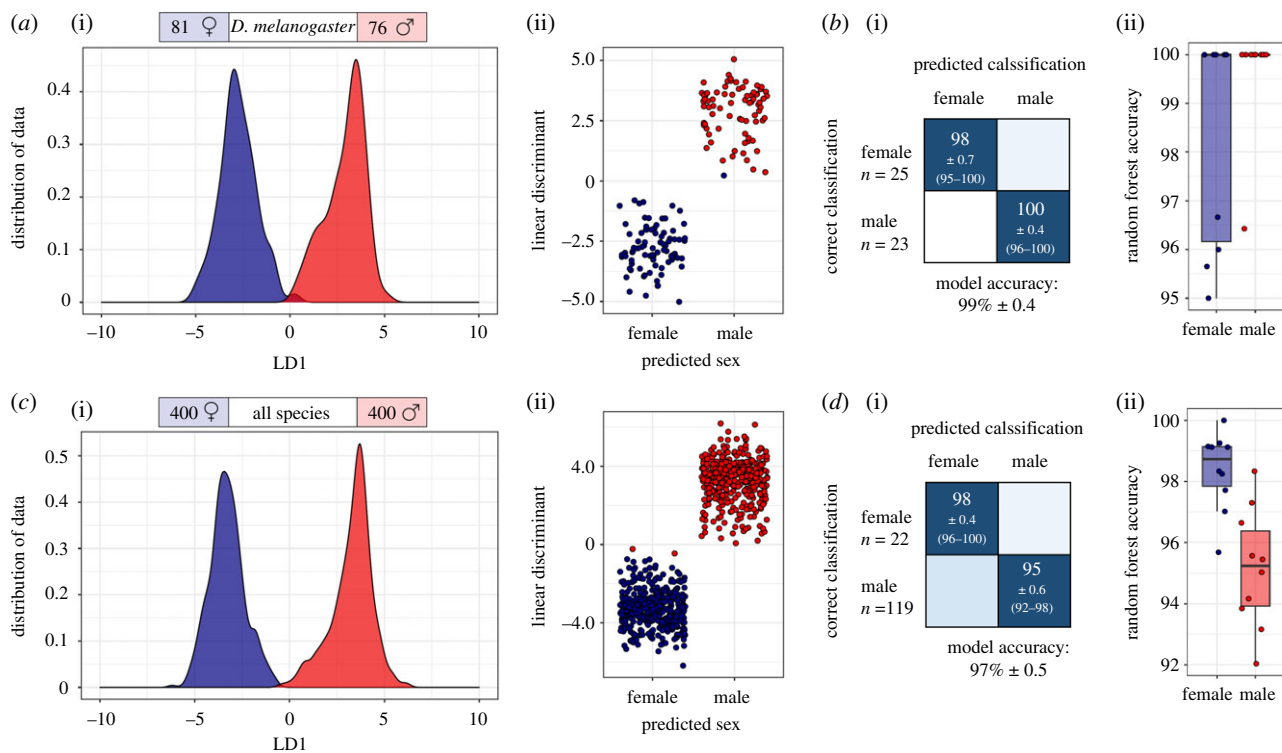 (a) (i) 81 ♀ D. melanogaster 76 ♂
distribution of data
0.4
0.3
0.2
0.1
0
–10 –5 0 5 10
LD1
(ii)
linear discriminant
5.0
2.5
0
–2.5
–5.0
female male
predicted sex
(b) (i)
predicted calssification
female male
correct classification
female
n = 25
male
n = 23
98
± 0.7
(95–100)
100
± 0.4
(96–100)
model accuracy:
99% ± 0.4
(ii)
random forest accuracy
100
99
98
97
96
95
female male
(c) (i) 400 ♀ all species 400 ♂
distribution of data
0.5
0.4
0.3
0.2
0.1
0
–10 –5 0 5 10
LD1
(ii)
linear discriminant
4.0
0
–4.0
female male
predicted sex
(d) (i)
predicted calssification
female male
correct classification
female
n = 22
male
n =119
98
± 0.4
(96–100)
95
± 0.6
(92–98)
model accuracy:
97% ± 0.5
(ii)
random forest accuracy
100
98
96
94
92
female male